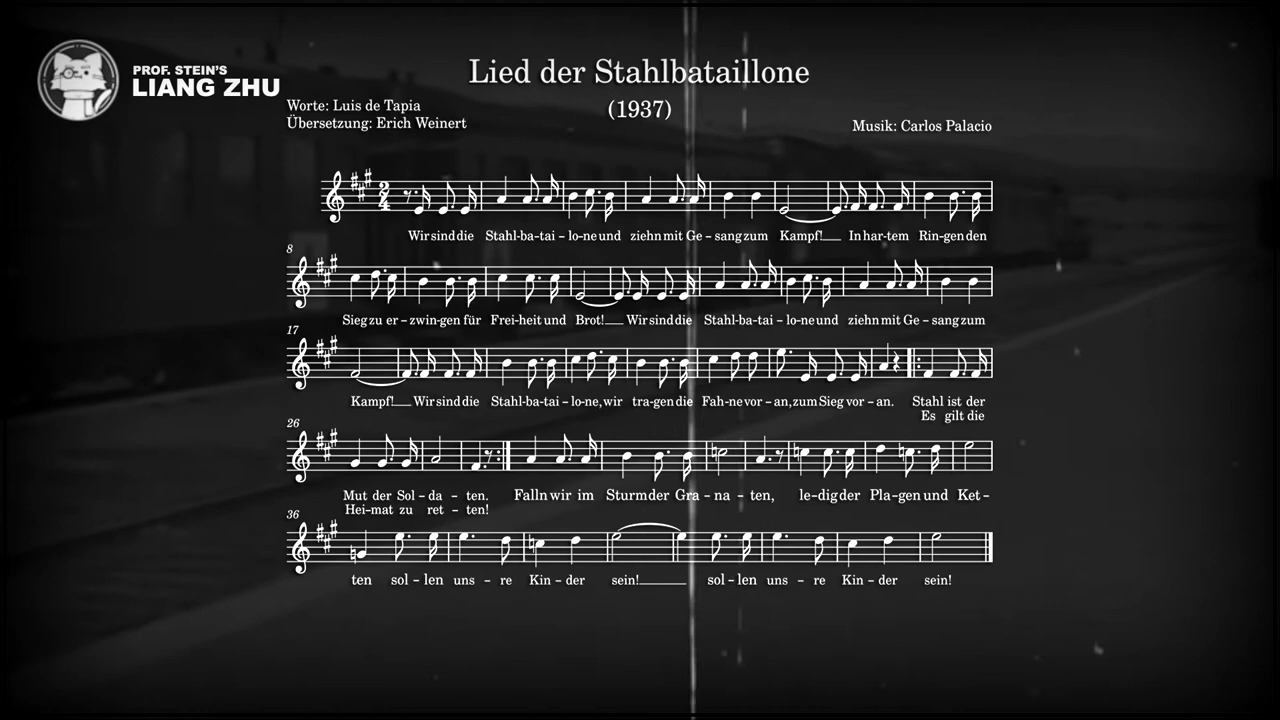 PROF. STEIN'S
LIANG ZHU
Lied der Stahlbataillone
(1937)
Worte: Luis de Tapia
Übersetzung: Erich Weinert
Musik: Carlos Palacio
2
4
Wir sind die Stahl-ba-tai-lo-ne und ziehn mit Ge-sang zum Kampf!__ In har-tem Rin-gen den
8
Sieg zu er-zwin-gen für Frei-heit und Brot!__ Wir sind die Stahl-ba-tai-lo-ne und ziehn mit Ge-sang zum
17
Kampf!__ Wir sind die Stahl-ba-tai-lo-ne, wir tra-gen die Fah-ne vor-an, zum Sieg vor-an. Stahl ist der
Es gilt die
26
Mut der Sol-da-ten. Falln wir im Sturm der Gra-na-ten, le-dig der Pla-gen und Ket-
Hei-mat zu ret-ten!
36
ten sol-len uns-re Kin-der sein!______ sol-len uns-re Kin-der sein!